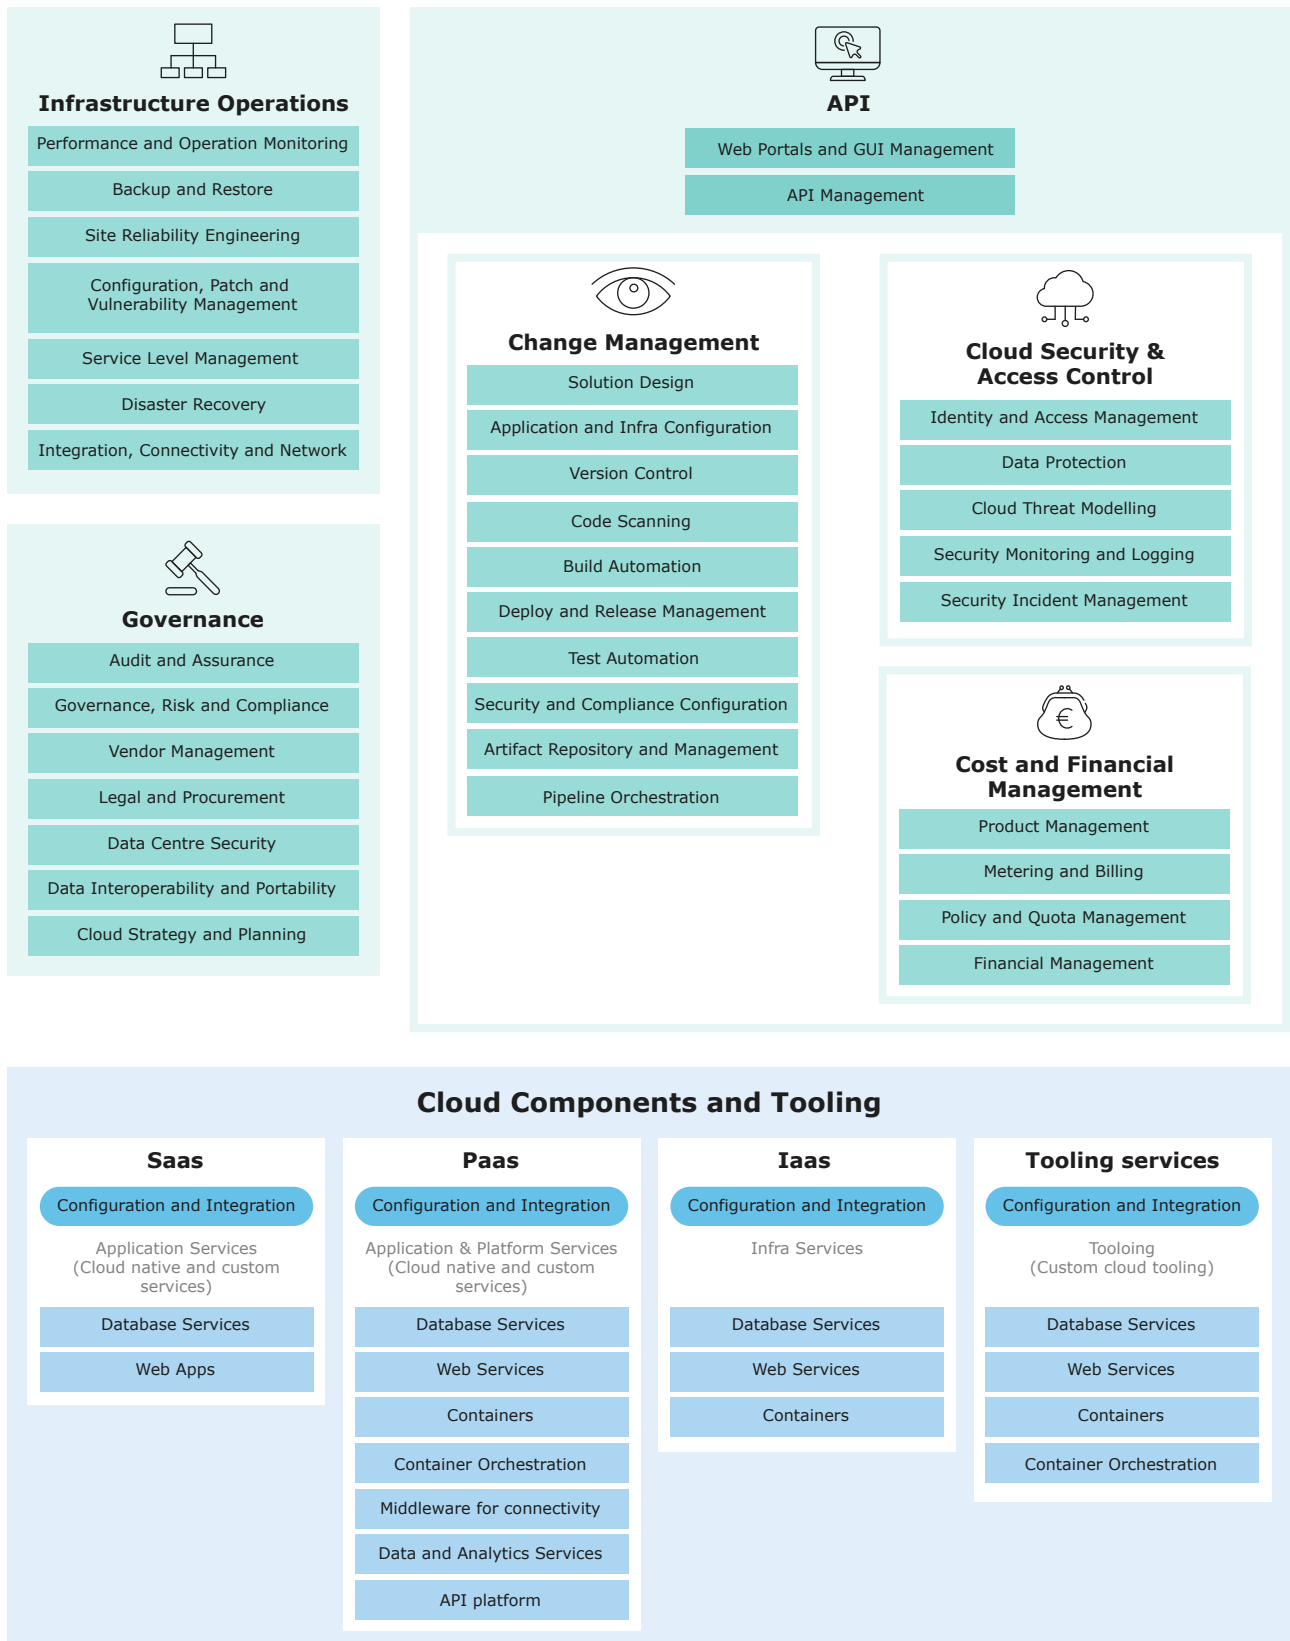 Infrastructure Operations
Performance and Operation Monitoring
Backup and Restore
Site Reliability Engineering
Configuration, Patch and
Vulnerability Management
Service Level Management
Disaster Recovery
Integration, Connectivity and Network
Governance
Audit and Assurance
Governance, Risk and Compliance
Vendor Management
Legal and Procurement
Data Centre Security
Data Interoperability and Portability
Cloud Strategy and Planning
API
Web Portals and GUI Management
API Management
Change Management
Solution Design
Application and Infra Configuration
Version Control
Code Scanning
Build Automation
Deploy and Release Management
Test Automation
Security and Compliance Configuration
Artifact Repository and Management
Pipeline Orchestration
Cloud Security &
Access Control
Identity and Access Management
Data Protection
Cloud Threat Modelling
Security Monitoring and Logging
Security Incident Management
€
Cost and Financial
Management
Product Management
Metering and Billing
Policy and Quota Management
Financial Management
Cloud Components and Tooling
Saas
Configuration and Integration
Application Services
(Cloud native and custom
services)
Database Services
Web Apps
Paas
Configuration and Integration
Application & Platform Services
(Cloud native and custom
services)
Database Services
Web Services
Containers
Container Orchestration
Middleware for connectivity
Data and Analytics Services
API platform
Iaas
Configuration and Integration
Infra Services
Database Services
Web Services
Containers
Tooling services
Configuration and Integration
Tooloing
(Custom cloud tooling)
Database Services
Web Services
Containers
Container Orchestration